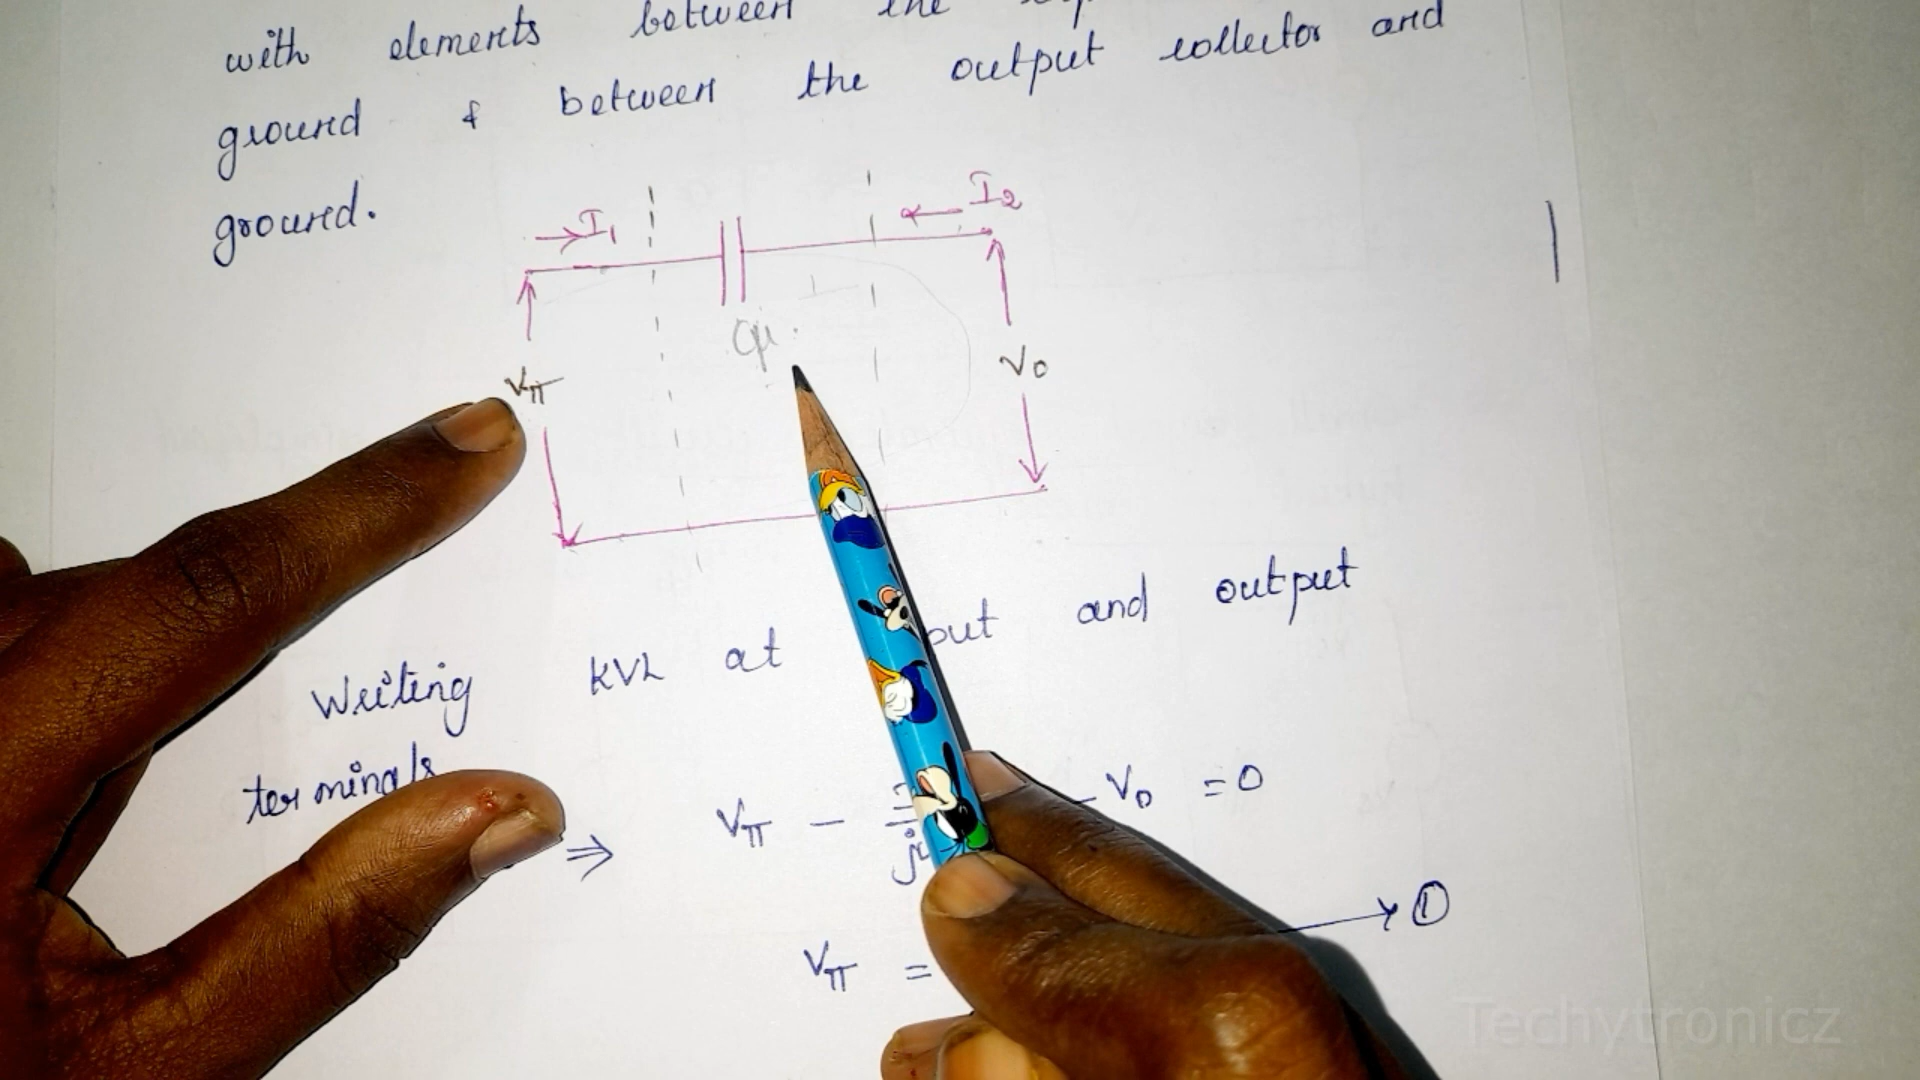 with elements between the
ground & between the output collector and
ground.
I1
I2
Cμ
Vπ
V0
Writing KVL at and output
terminals
⇒ Vπ - - V0 = 0
Vπ = → ①
Techytronicz